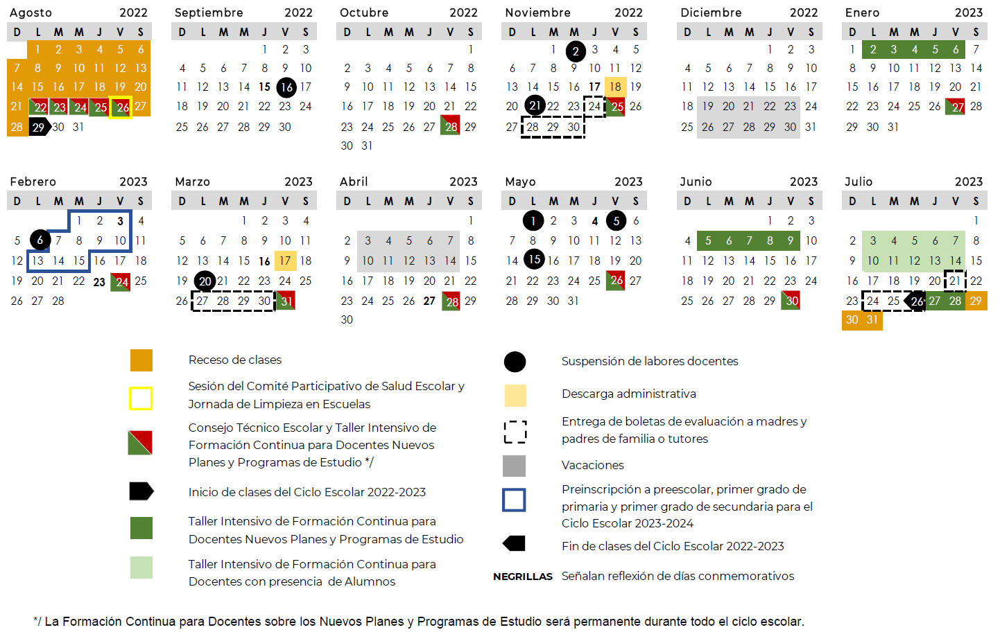 Agosto 2022 Septiembre 2022 Octubre 2022 Noviembre 2022 Diciembre 2022 Enero 2023
D L M M J V S D L M M J V S D L M M J V S D L M M J V S D L M M J V S D L M M J V S
1 2 3 4 5 6 1 2 3 1 1 2 3 4 5 1 2 3 1 2 3 4 5 6 7
7 8 9 10 11 12 13 4 5 6 7 8 9 10 2 3 4 5 6 7 8 6 7 8 9 10 11 12 4 5 6 7 8 9 10 8 9 10 11 12 13 14
14 15 16 17 18 19 20 11 12 13 14 15 16 17 9 10 11 12 13 14 15 13 14 15 16 17 18 19 11 12 13 14 15 16 17 15 16 17 18 19 20 21
21 22 23 24 25 26 27 18 19 20 21 22 23 24 16 17 18 19 20 21 22 20 21 22 23 24 25 26 18 19 20 21 22 23 24 22 23 24 25 26 27 28
28 29 30 31 25 26 27 28 29 30 23 24 25 26 27 28 29 27 28 29 30 25 26 27 28 29 30 31 29 30 31
30 31
Febrero 2023 Marzo 2023 Abril 2023 Mayo 2023 Junio 2023 Julio 2023
D L M M J V S D L M M J V S D L M M J V S D L M M J V S D L M M J V S D L M M J V S
1 2 3 4 1 2 3 4 1 1 2 3 4 5 6 1 2 3 1
5 6 7 8 9 10 11 5 6 7 8 9 10 11 2 3 4 5 6 7 8 7 8 9 10 11 12 13 4 5 6 7 8 9 10 2 3 4 5 6 7 8
12 13 14 15 16 17 18 12 13 14 15 16 17 18 9 10 11 12 13 14 15 14 15 16 17 18 19 20 11 12 13 14 15 16 17 9 10 11 12 13 14 15
19 20 21 22 23 24 25 19 20 21 22 23 24 25 16 17 18 19 20 21 22 21 22 23 24 25 26 27 18 19 20 21 22 23 24 16 17 18 19 20 21 22
26 27 28 26 27 28 29 30 31 23 24 25 26 27 28 29 28 29 30 31 25 26 27 28 29 30 23 24 25 26 27 28 29
30 30 31
Receso de clases
Sesión del Comité Participativo de Salud Escolar y
Jornada de Limpieza en Escuelas
Consejo Técnico Escolar y Taller Intensivo de
Formación Continua para Docentes Nuevos
Planes y Programas de Estudio */
Inicio de clases del Ciclo Escolar 2022-2023
Taller Intensivo de Formación Continua para
Docentes Nuevos Planes y Programas de Estudio
Taller Intensivo de Formación Continua para
Docentes con presencia de Alumnos
Suspensión de labores docentes
Descarga administrativa
Entrega de boletas de evaluación a madres y
padres de familia o tutores
Vacaciones
Preinscripción a preescolar, primer grado de
primaria y primer grado de secundaria para el
Ciclo Escolar 2023-2024
Fin de clases del Ciclo Escolar 2022-2023
NEGRILLAS Señalan reflexión de días conmemorativos
*/ La Formación Continua para Docentes sobre los Nuevos Planes y Programas de Estudio será permanente durante todo el ciclo escolar.